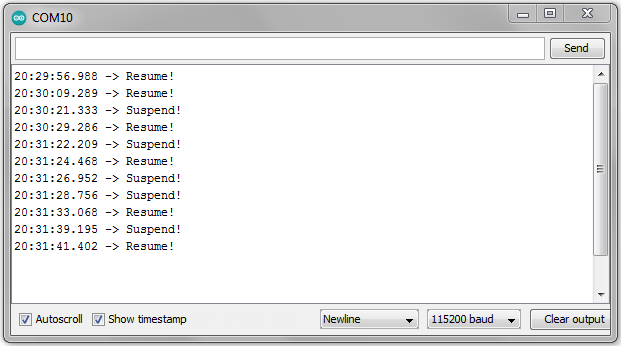 COM10
Send
20:29:56.988 -> Resume!
20:30:09.289 -> Resume!
20:30:21.333 -> Suspend!
20:30:29.286 -> Resume!
20:31:22.209 -> Suspend!
20:31:24.468 -> Resume!
20:31:26.952 -> Suspend!
20:31:28.756 -> Suspend!
20:31:33.068 -> Resume!
20:31:39.195 -> Suspend!
20:31:41.402 -> Resume!
Autoscroll Show timestamp Newline 115200 baud Clear output